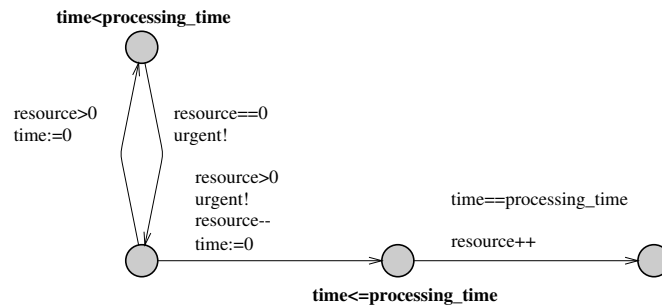 time<processing_time
resource>0
time:=0
resource==0
urgent!
resource>0
urgent!
resource--
time:=0
time==processing_time
resource++
time<=processing_time